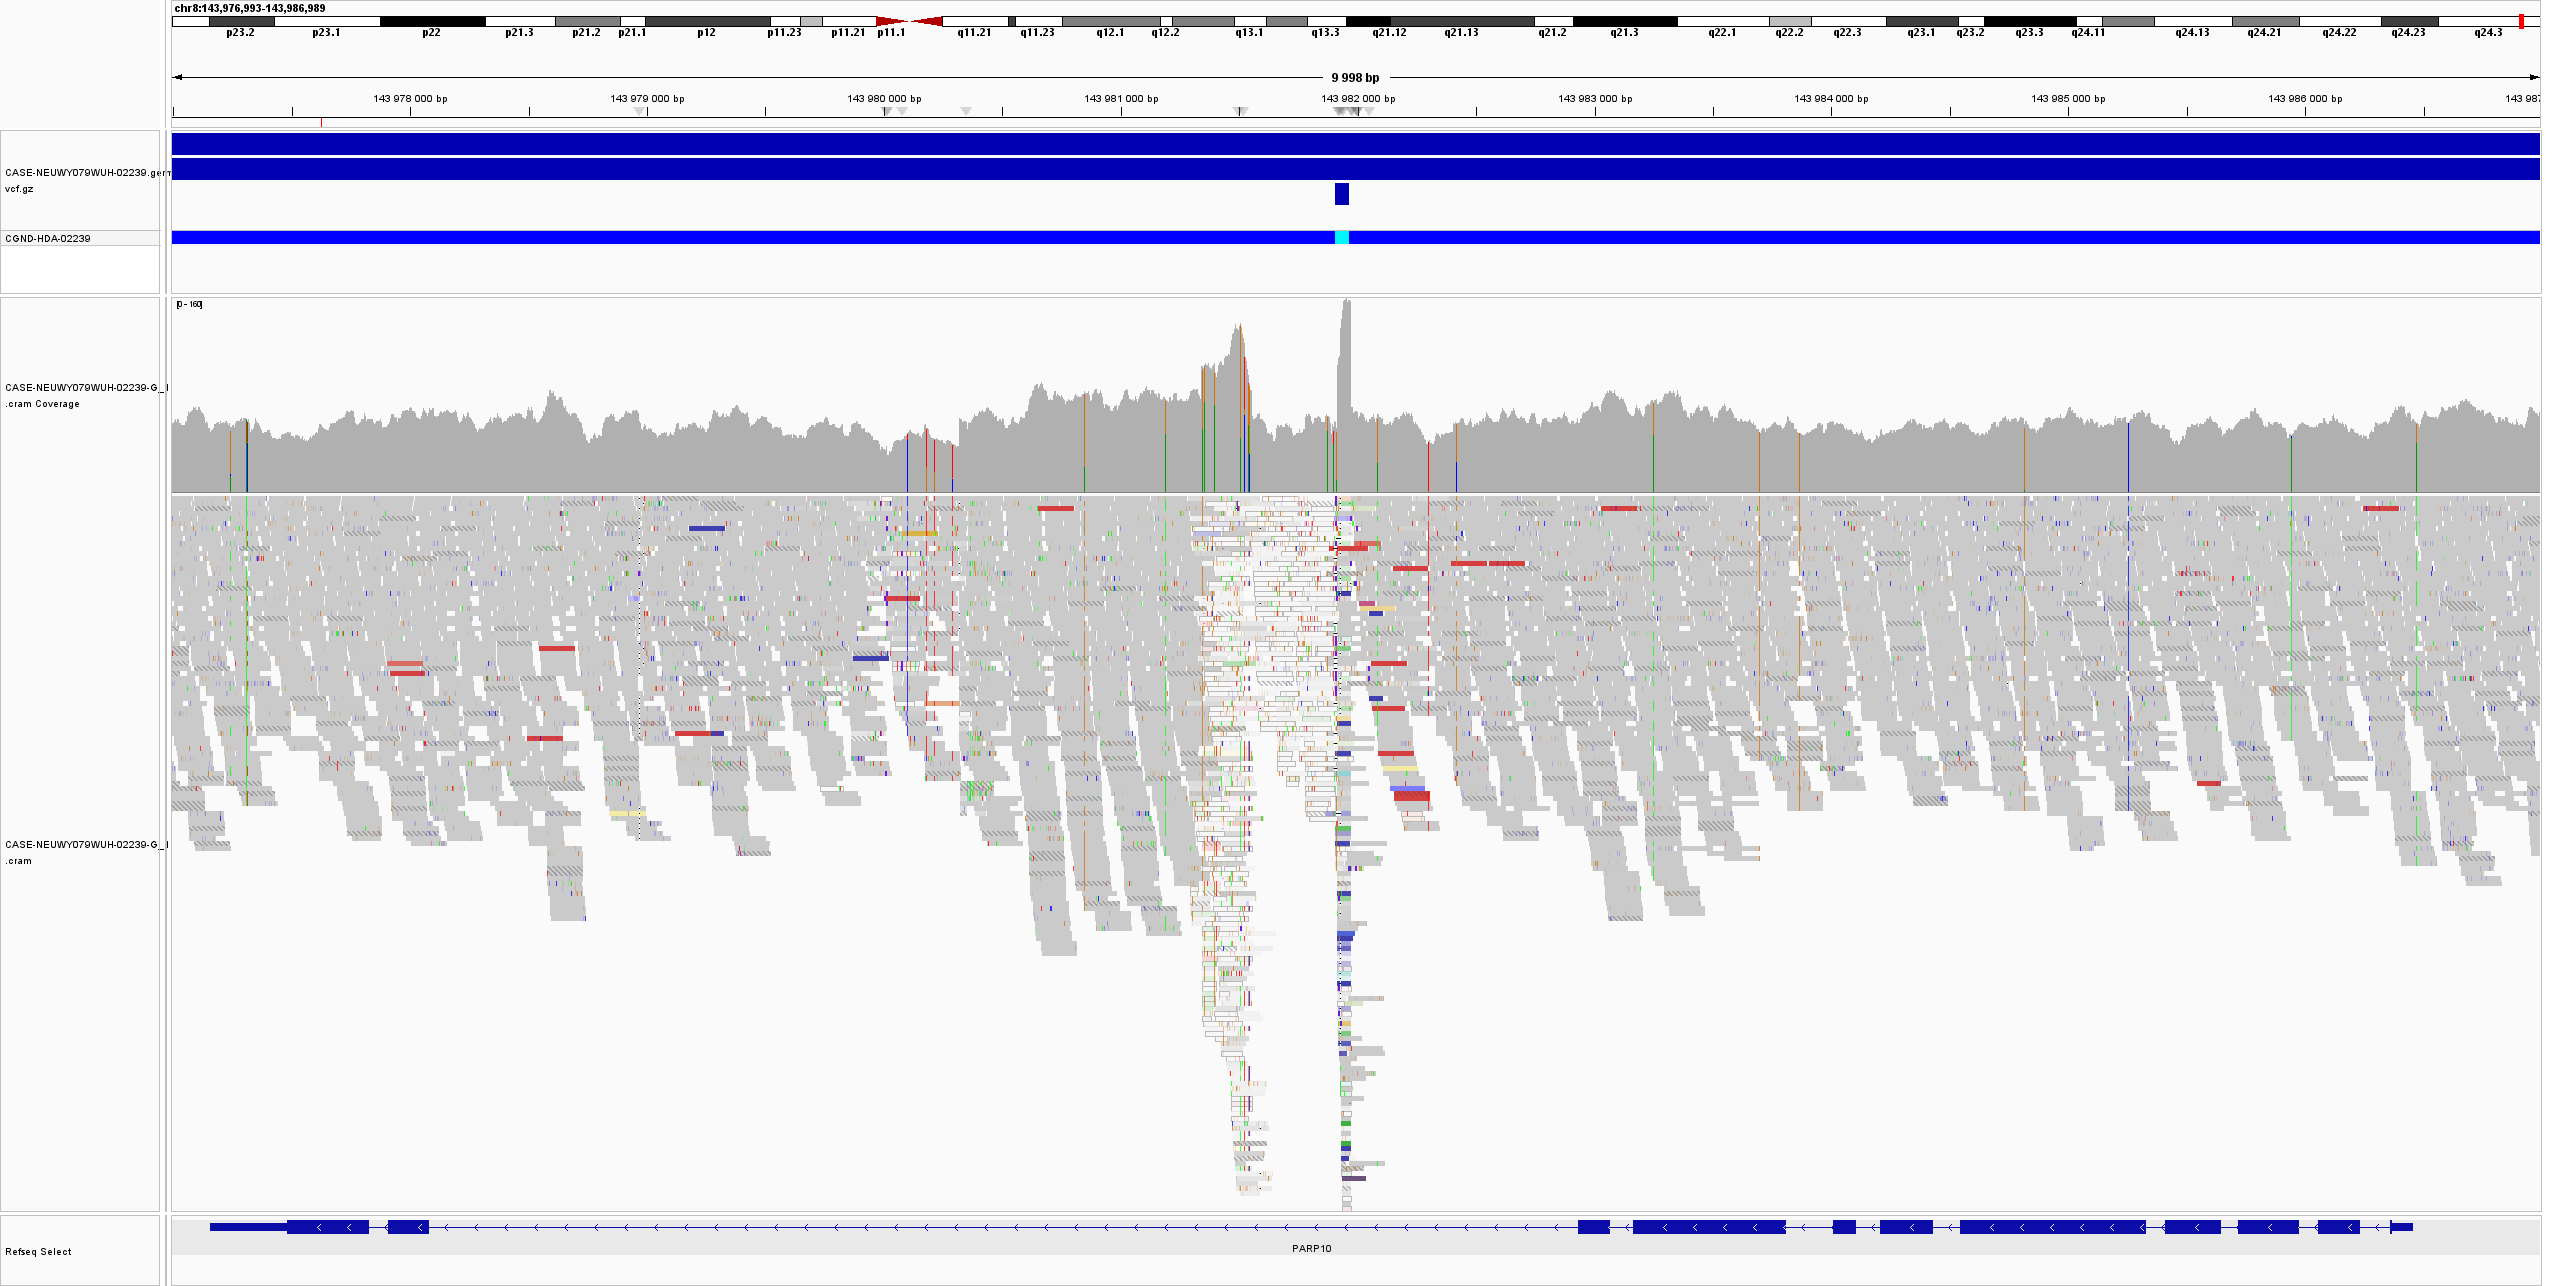 chr8:143,976,993-143,986,989
p23.2 p23.1 p22 p21.3 p21.2 p21.1 p12 p11.23 p11.21 p11.1 q11.21 q11.23 q12.1 q12.2 q13.1 q13.3 q21.12 q21.13 q21.2 q21.3 q22.1 q22.2 q22.3 q23.1 q23.2 q23.3 q24.11 q24.13 q24.21 q24.22 q24.23 q24.3
9 998 bp
143 978 000 bp 143 979 000 bp 143 980 000 bp 143 981 000 bp 143 982 000 bp 143 983 000 bp 143 984 000 bp 143 985 000 bp 143 986 000 bp 143 987
CASE-NEUWY079WUH-02239.germ
vcf.gz
CGND-HDA-02239
[0 - 160]
CASE-NEUWY079WUH-02239-G_
.cram Coverage
CASE-NEUWY079WUH-02239-G_
.cram
Refseq Select
PARP10